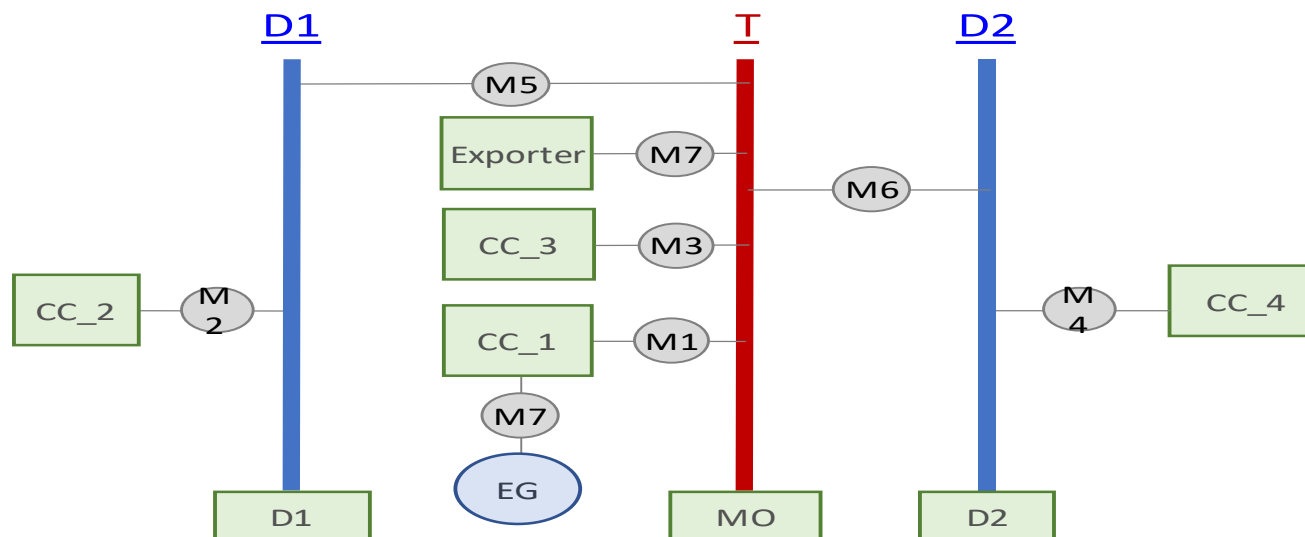 D1
T
D2
M5
Exporter
M7
M6
CC_3
M3
CC_2
M
2
M
4
CC_4
CC_1
M1
M7
EG
D1
MO
D2